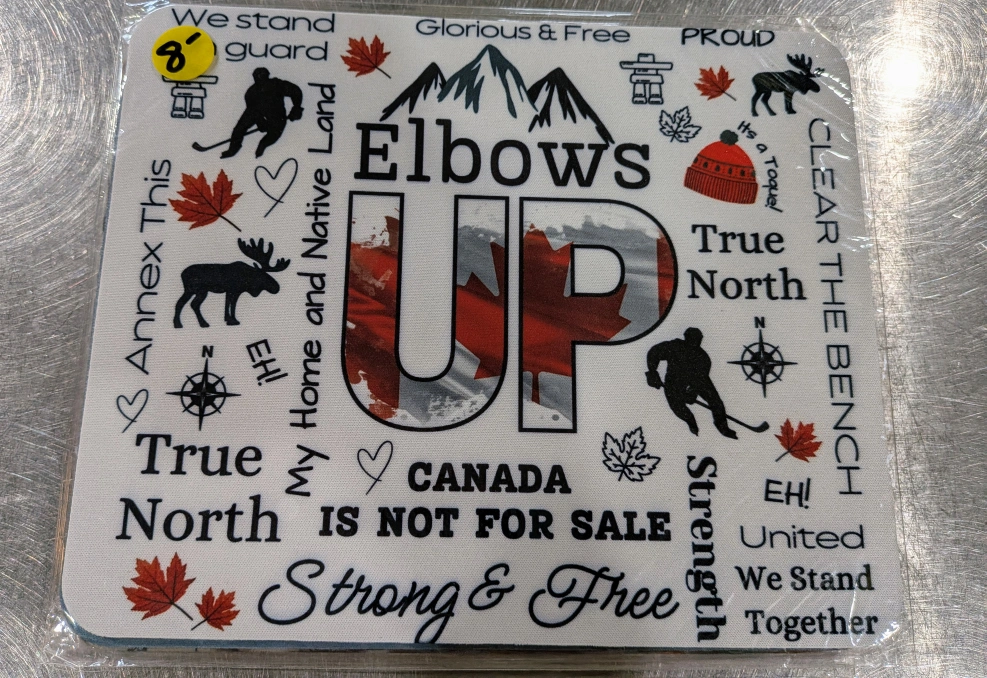 We stand
guard
8'
Glorious & Free
PROUD
Elbows
UP
It's a Toque!
CLEAR THE BENCH
My Home and Native Land
Annex This
EH!
N
True
North
N
True
North
CANADA
IS NOT FOR SALE
Strong & Free
Strength
EH!
United
We Stand
Together